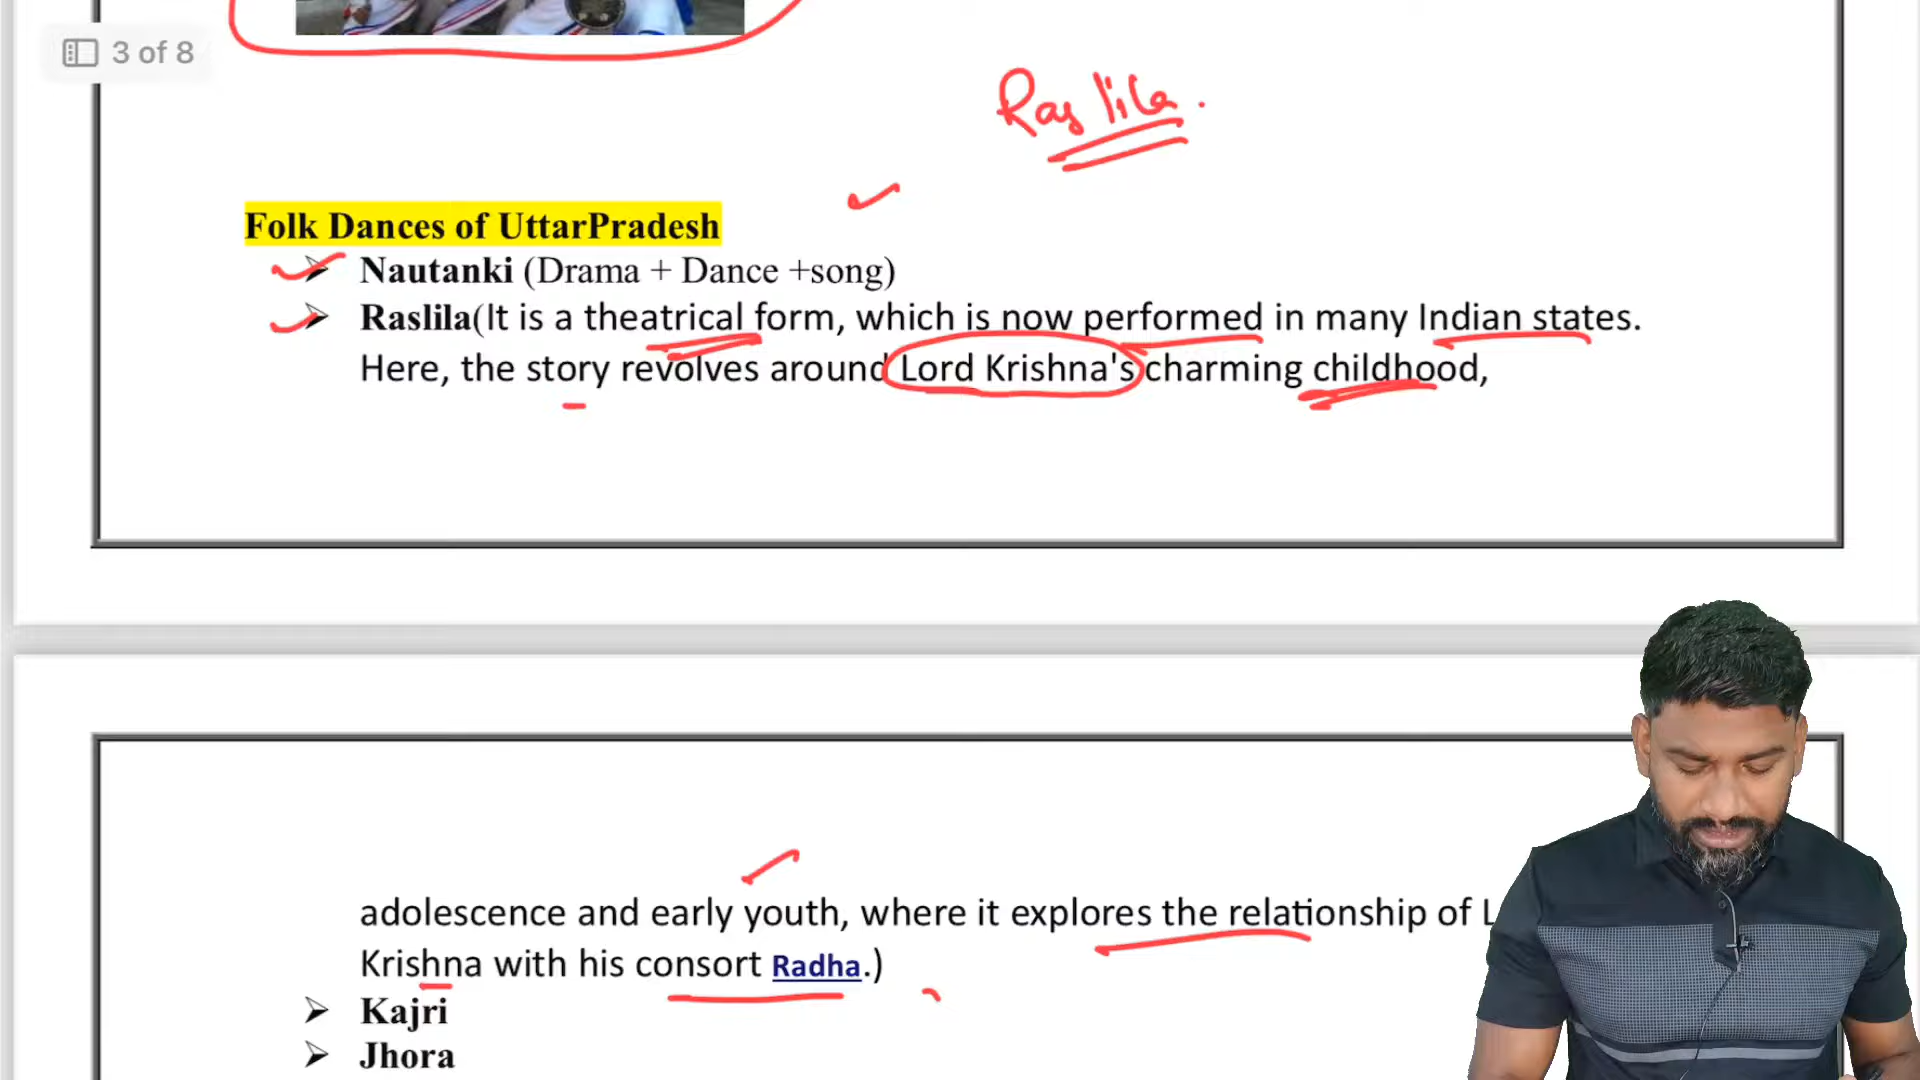 3 of 8
Ras lila.
Folk Dances of UttarPradesh
➢ Nautanki (Drama + Dance +song)
➢ Raslila(It is a theatrical form, which is now performed in many Indian states.
Here, the story revolves around Lord Krishna's charming childhood,
adolescence and early youth, where it explores the relationship of L
Krishna with his consort Radha.)
➢ Kajri
➢ Jhora